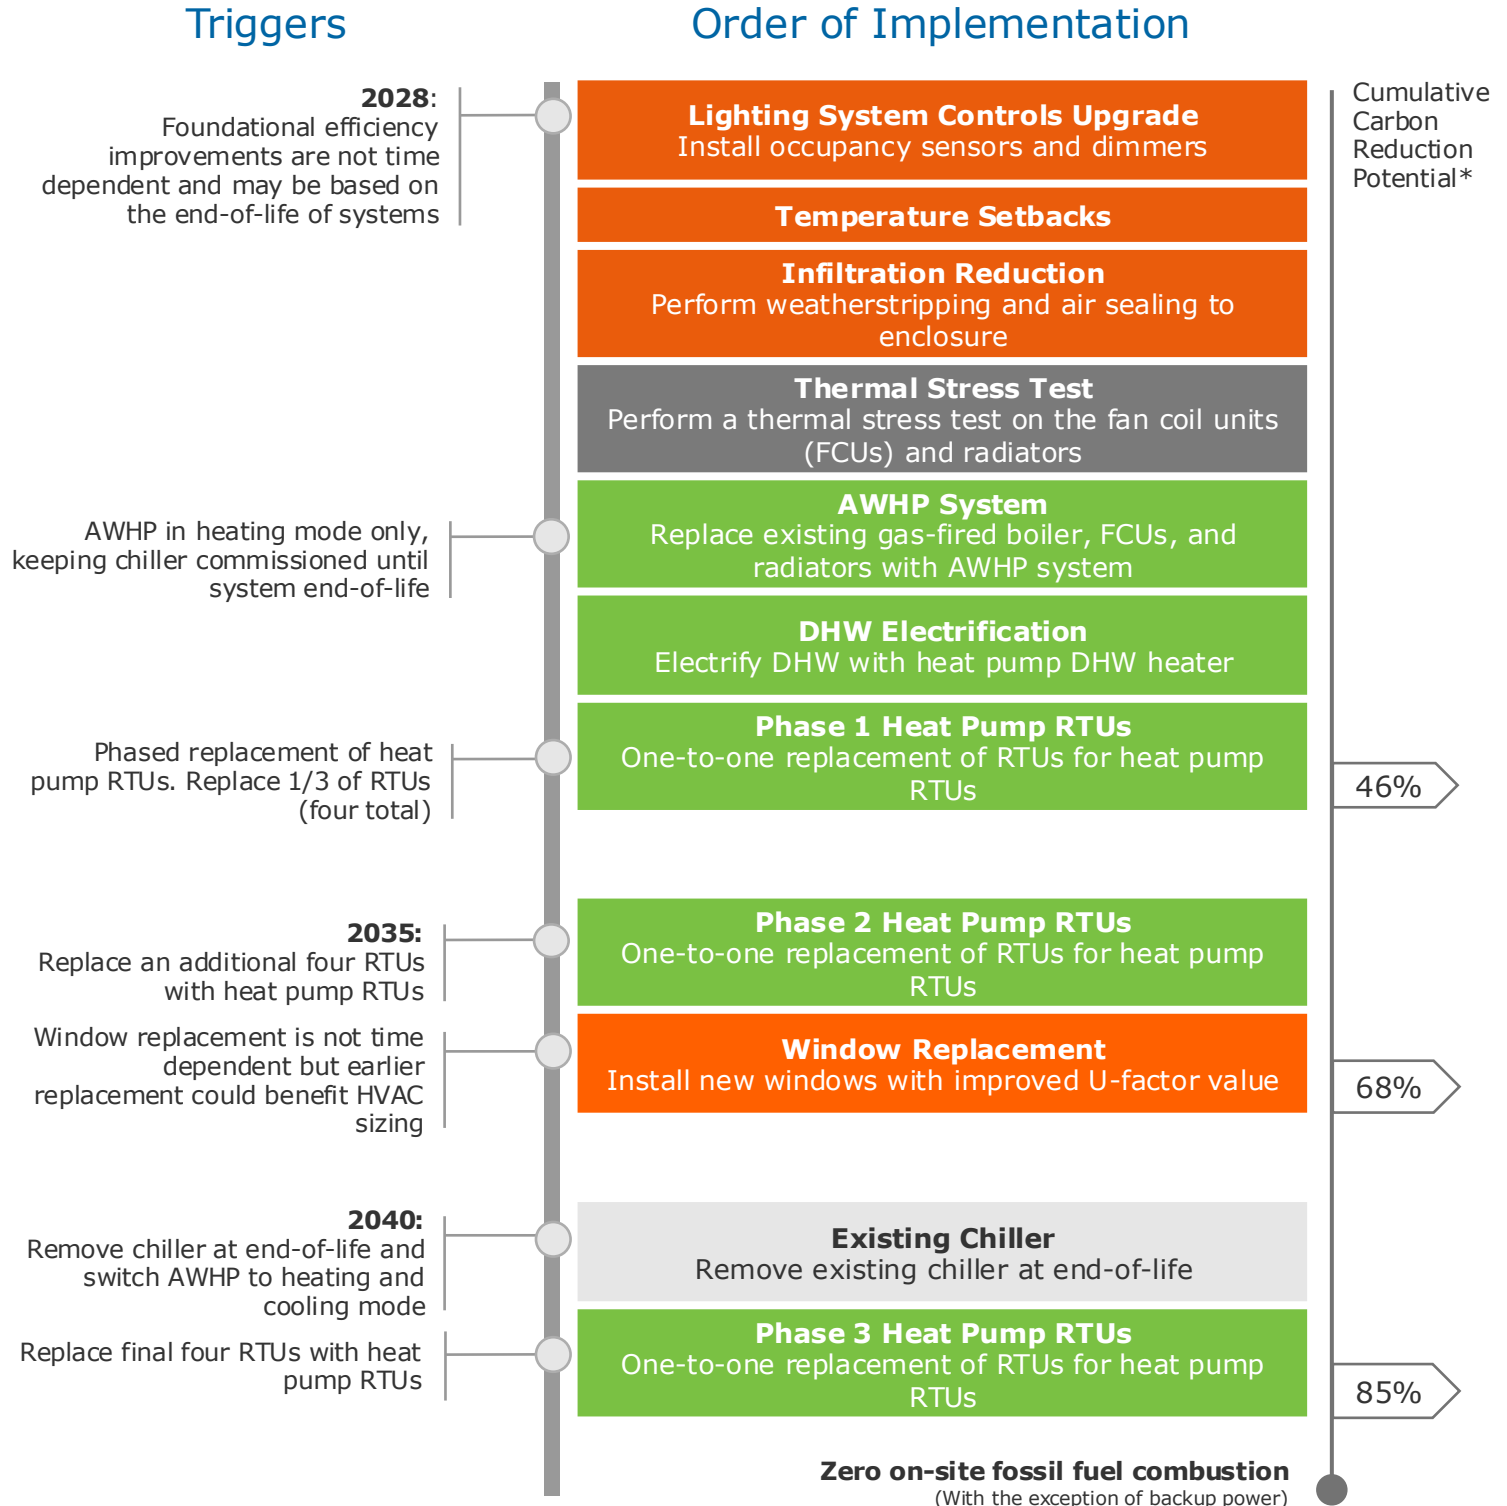 Triggers
Order of Implementation
2028:
Foundational efficiency
improvements are not time
dependent and may be based on
the end-of-life of systems
Lighting System Controls Upgrade
Install occupancy sensors and dimmers
Cumulative
Carbon
Reduction
Potential*
Temperature Setbacks
Infiltration Reduction
Perform weatherstripping and air sealing to
enclosure
Thermal Stress Test
Perform a thermal stress test on the fan coil units
(FCUs) and radiators
AWHP in heating mode only,
keeping chiller commissioned until
system end-of-life
AWHP System
Replace existing gas-fired boiler, FCUs, and
radiators with AWHP system
DHW Electrification
Electrify DHW with heat pump DHW heater
Phased replacement of heat
pump RTUs. Replace 1/3 of RTUs
(four total)
Phase 1 Heat Pump RTUs
One-to-one replacement of RTUs for heat pump
RTUs
46%
2035:
Replace an additional four RTUs
with heat pump RTUs
Phase 2 Heat Pump RTUs
One-to-one replacement of RTUs for heat pump
RTUs
Window replacement is not time
dependent but earlier
replacement could benefit HVAC
sizing
Window Replacement
Install new windows with improved U-factor value
68%
2040:
Remove chiller at end-of-life and
switch AWHP to heating and
cooling mode
Existing Chiller
Remove existing chiller at end-of-life
Replace final four RTUs with heat
pump RTUs
Phase 3 Heat Pump RTUs
One-to-one replacement of RTUs for heat pump
RTUs
85%
Zero on-site fossil fuel combustion
(With the exception of backup power)